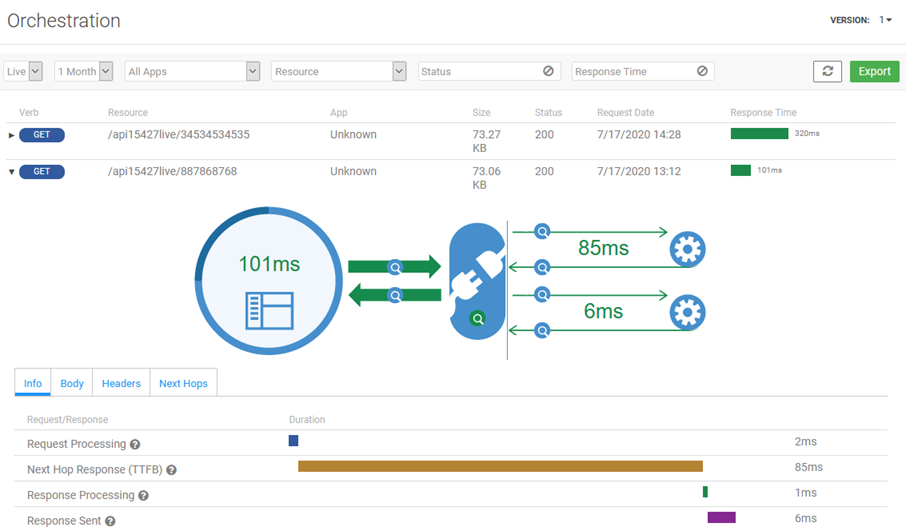 Orchestration
VERSION: 1
Live 1 Month All Apps Resource Status Response Time Export
Verb Resource App Size Status Request Date Response Time
GET /api15427live/34534534535 Unknown 73.27 KB 200 7/17/2020 14:28 320ms
GET /api15427live/887868768 Unknown 73.06 KB 200 7/17/2020 13:12 101ms
101ms
85ms
6ms
Info Body Headers Next Hops
Request/Response Duration
Request Processing ? 2ms
Next Hop Response (TTFB) ? 85ms
Response Processing ? 1ms
Response Sent ? 6ms